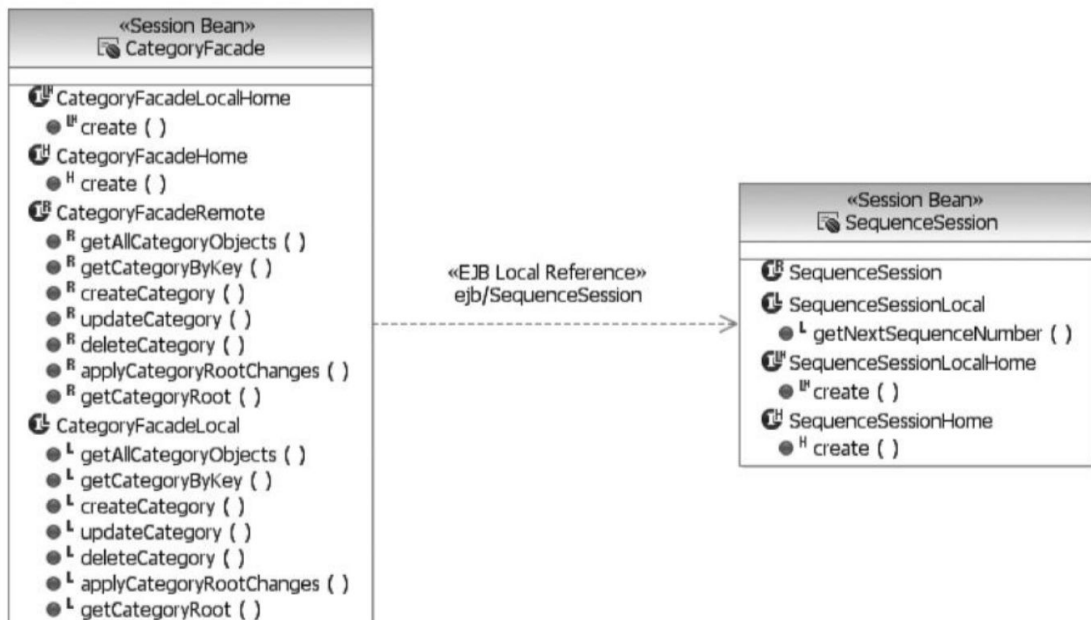 «Session Bean»
CategoryFacade
CategoryFacadeLocalHome
LH create ( )
CategoryFacadeHome
H create ( )
CategoryFacadeRemote
R getAllCategoryObjects ( )
R getCategoryByKey ( )
R createCategory ( )
R updateCategory ( )
R deleteCategory ( )
R applyCategoryRootChanges ( )
R getCategoryRoot ( )
CategoryFacadeLocal
L getAllCategoryObjects ( )
L getCategoryByKey ( )
L createCategory ( )
L updateCategory ( )
L deleteCategory ( )
L applyCategoryRootChanges ( )
L getCategoryRoot ( )
«EJB Local Reference»
ejb/SequenceSession
«Session Bean»
SequenceSession
SequenceSession
SequenceSessionLocal
L getNextSequenceNumber ( )
SequenceSessionLocalHome
LH create ( )
SequenceSessionHome
H create ( )